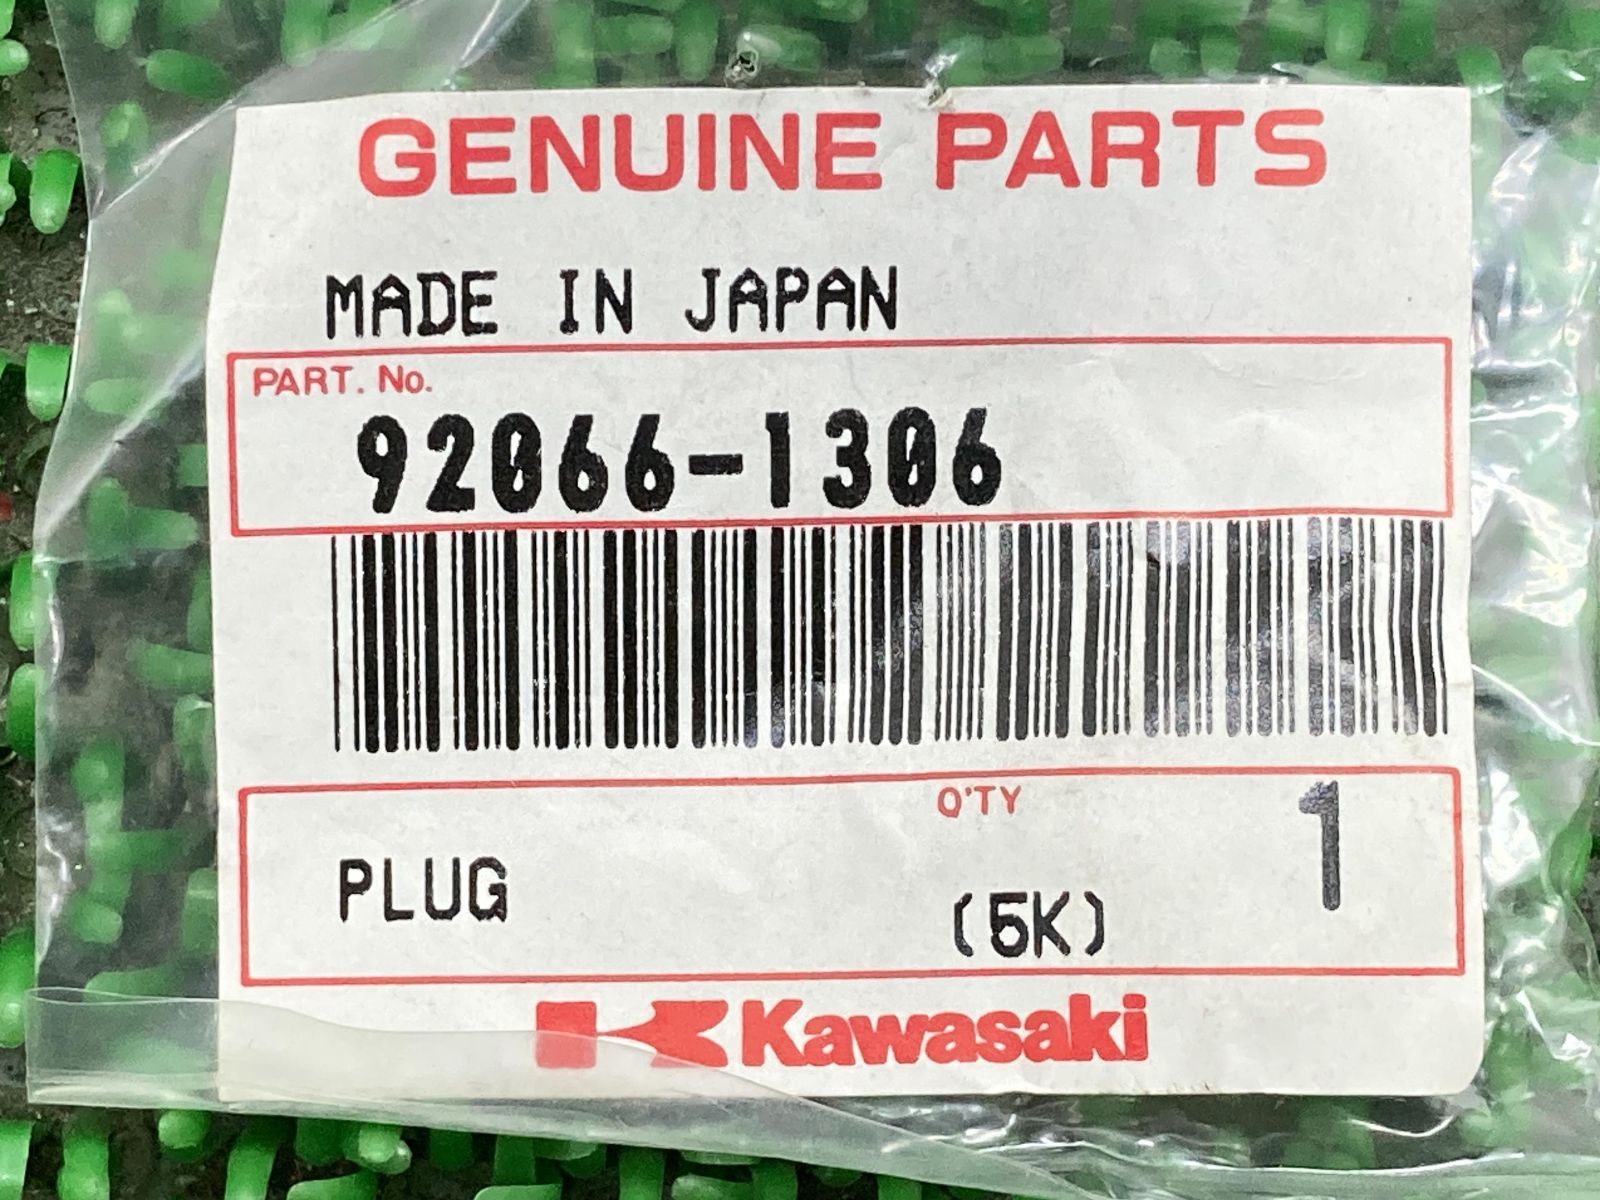 GENUINE PARTS
MADE IN JAPAN
PART. No.
92066-1306
Q'TY 1
PLUG (5K)
Kawasaki